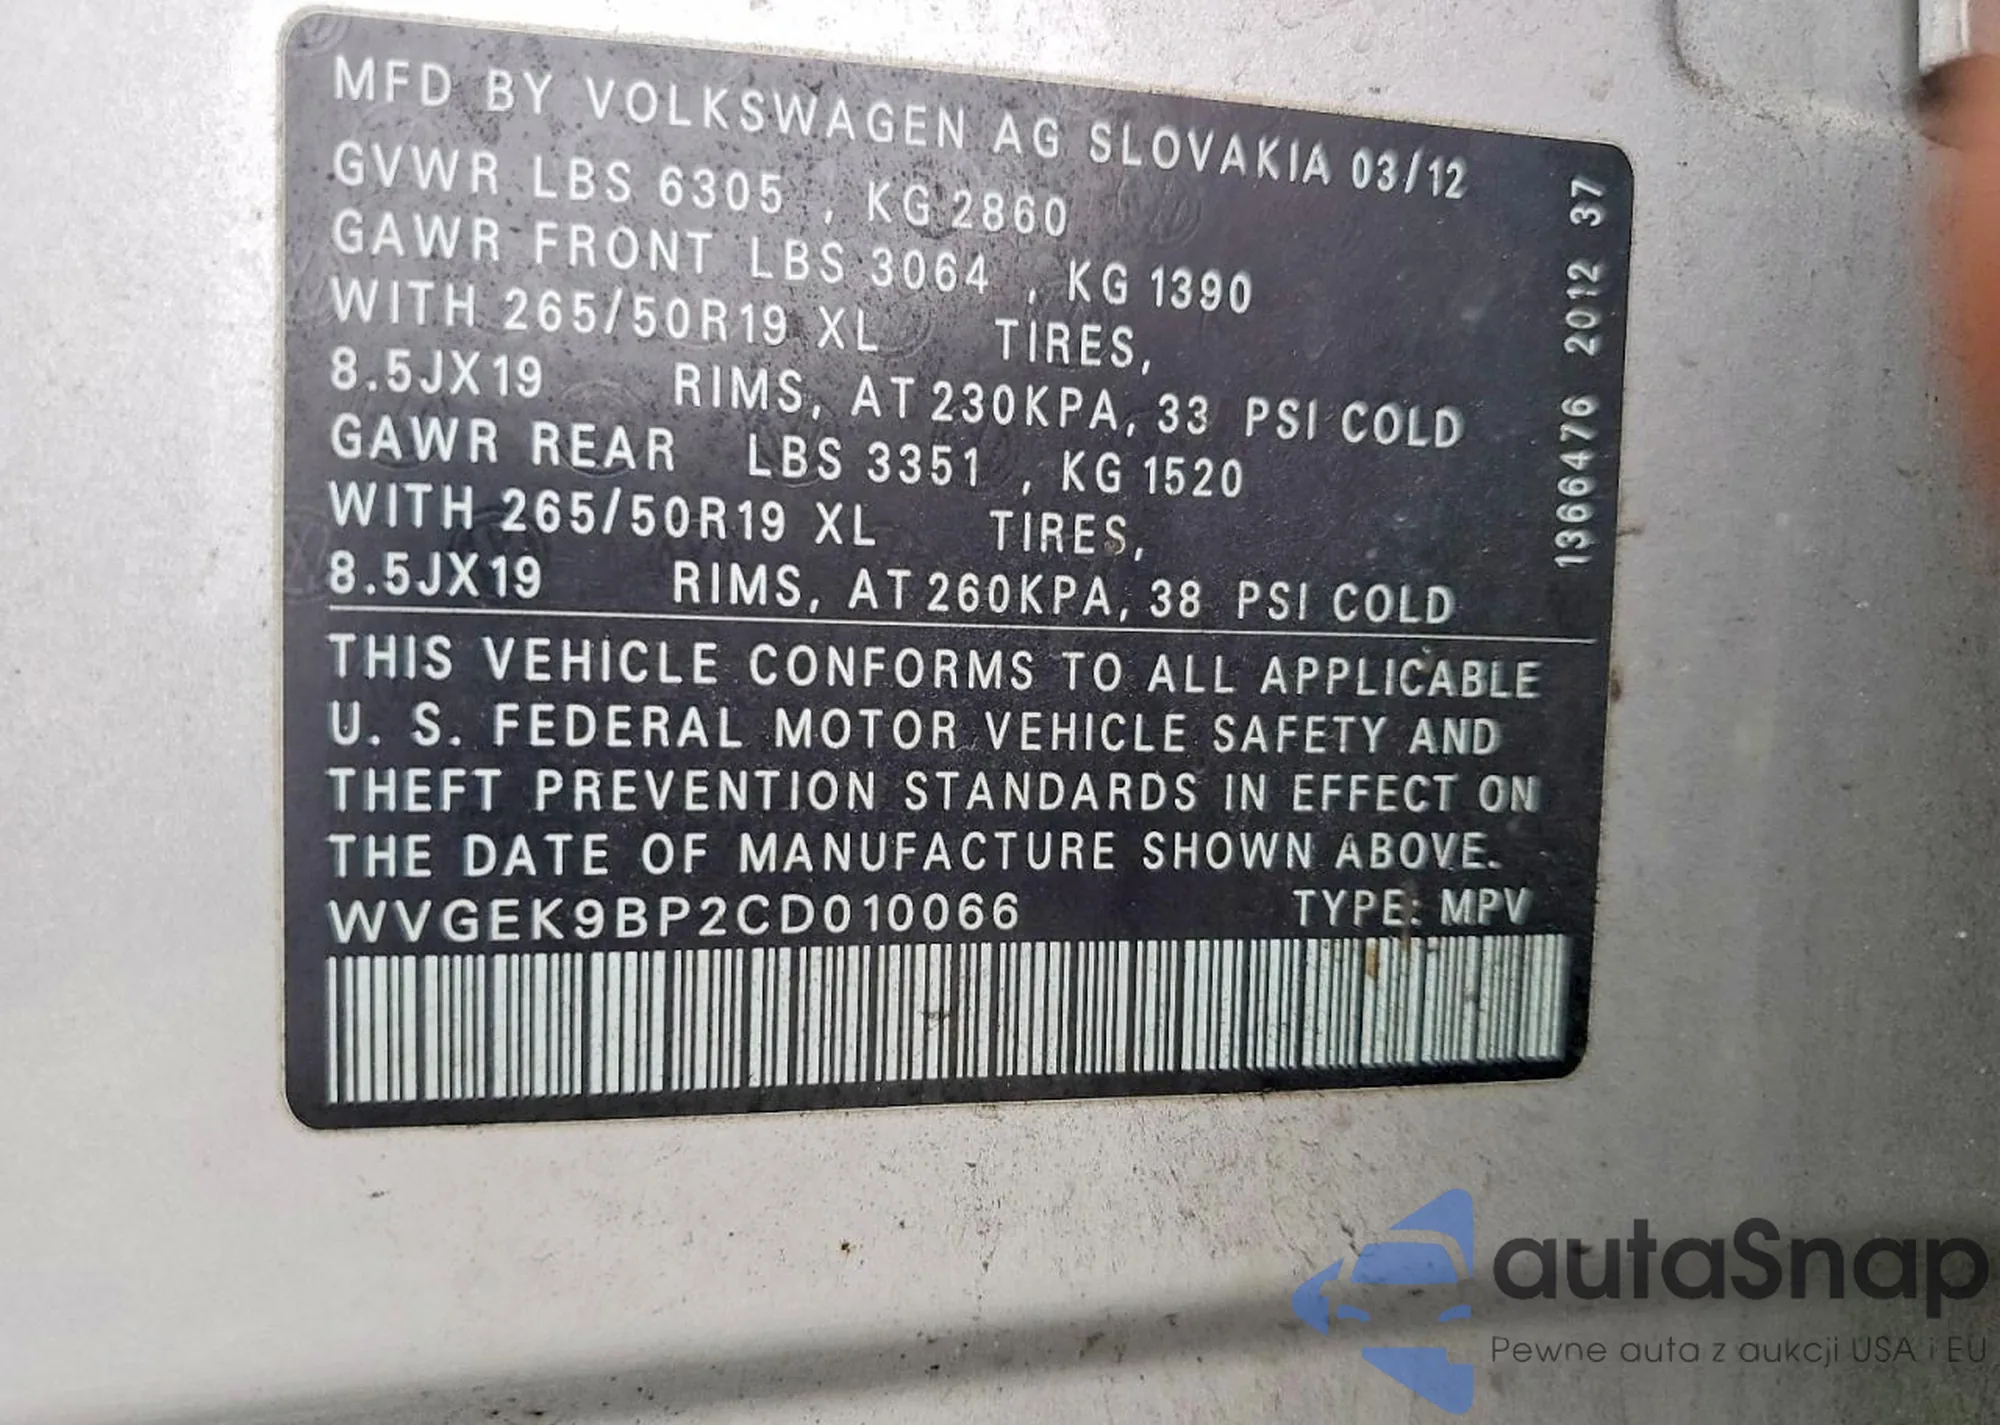 MFD BY VOLKSWAGEN AG SLOVAKIA 03/12
GVWR LBS 6305 , KG 2860
GAWR FRONT LBS 3064 , KG 1390
WITH 265/50R19 XL TIRES,
8.5JX19 RIMS, AT 230KPA, 33 PSI COLD
GAWR REAR LBS 3351 , KG 1520
WITH 265/50R19 XL TIRES,
8.5JX19 RIMS, AT 260KPA, 38 PSI COLD
THIS VEHICLE CONFORMS TO ALL APPLICABLE
U. S. FEDERAL MOTOR VEHICLE SAFETY AND
THEFT PREVENTION STANDARDS IN EFFECT ON
THE DATE OF MANUFACTURE SHOWN ABOVE.
WVGEK9BP2CD010066 TYPE: MPV
1366476 2012 37
autaSnap
Pewne auta z aukcji USA i EU